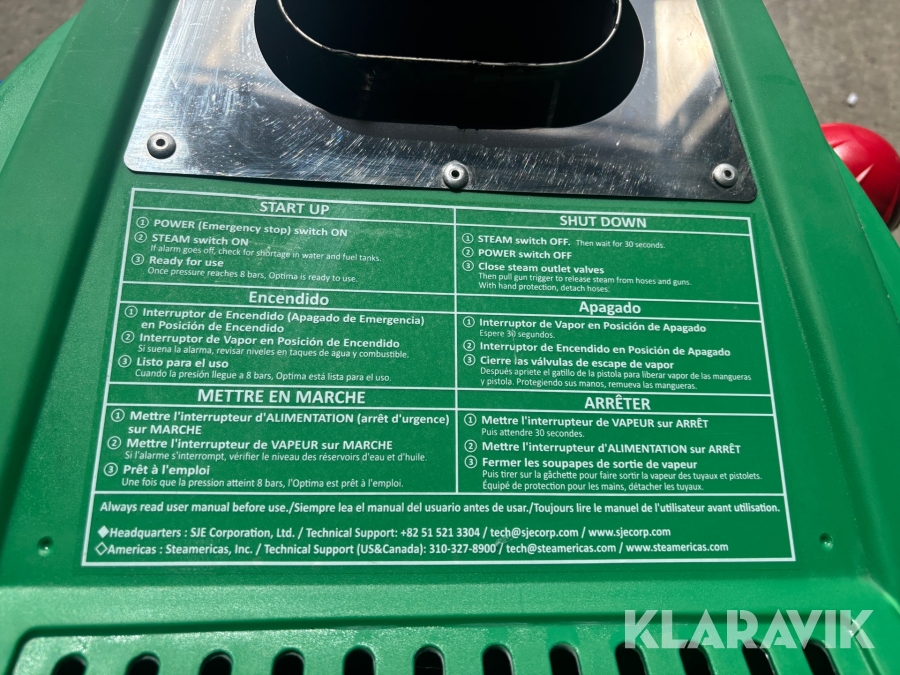 START UP
① POWER (Emergency stop) switch ON
② STEAM switch ON
If alarm goes off, check for shortage in water and fuel tanks.
③ Ready for use
Once pressure reaches 8 bars, Optima is ready to use.
SHUT DOWN
① STEAM switch OFF. Then wait for 30 seconds.
② POWER switch OFF
③ Close steam outlet valves
Then pull gun trigger to release steam from hoses and guns.
With hand protection, detach hoses.
Encendido
① Interruptor de Encendido (Apagado de Emergencia)
en Posición de Encendido
② Interruptor de Vapor en Posición de Encendido
Si suena la alarma, revisar niveles en taques de agua y combustible.
③ Listo para el uso
Cuando la presión llegue a 8 bars, Optima está lista para el uso.
Apagado
① Interruptor de Vapor en Posición de Apagado
Espere 30 segundos.
② Interruptor de Encendido en Posición de Apagado
③ Cierre las válvulas de escape de vapor
Después apriete el gatillo de la pistola para liberar vapor de las mangueras
y pistola. Protegiendo sus manos, remueva las mangueras.
METTRE EN MARCHE
① Mettre l'interrupteur d'ALIMENTATION (arrêt d'urgence)
sur MARCHE
② Mettre l'interrupteur de VAPEUR sur MARCHE
Si l'alarme s'interrompt, vérifier le niveau des réservoirs d'eau et d'huile.
③ Prêt à l'emploi
Une fois que la pression atteint 8 bars, l'Optima est prêt à l'emploi.
ARRÊTER
① Mettre l'interrupteur de VAPEUR sur ARRÊT
Puis attendre 30 secondes.
② Mettre l'interrupteur d'ALIMENTATION sur ARRÊT
③ Fermer les soupapes de sortie de vapeur
Puis tirer sur la gâchette pour faire sortir la vapeur des tuyaux et pistolets.
Équipé de protection pour les mains, détacher les tuyaux.
Always read user manual before use./Siempre lea el manual del usuario antes de usar./Toujours lire le manuel de l'utilisateur avant utilisation.
◆Headquarters : SJE Corporation, Ltd. / Technical Support: +82 51 521 3304 / tech@sjecorp.com / www.sjecorp.com
◇Americas : Steamericas, Inc. / Technical Support (US&Canada): 310-327-8900 / tech@steamericas.com / www.steamericas.com
KLARAVIK